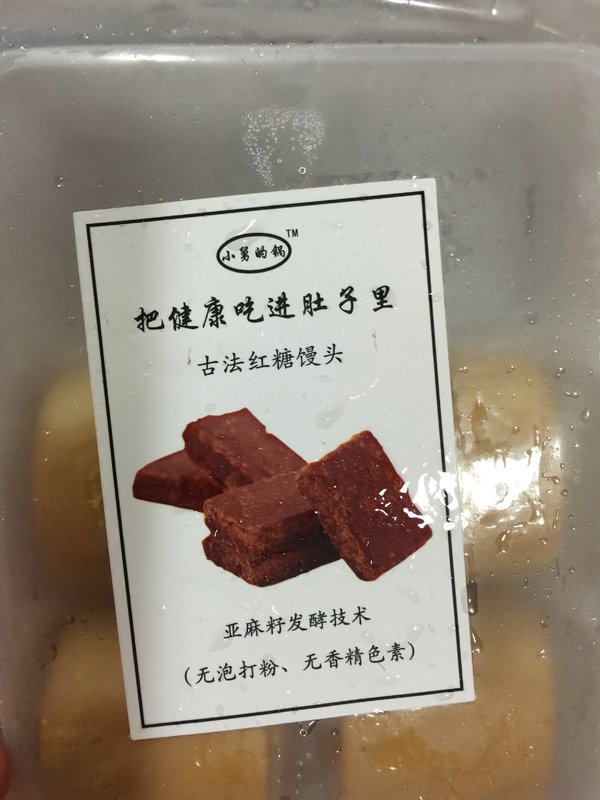 小舅的锅 TM
把健康吃进肚子里
古法红糖馒头
亚麻籽发酵技术
(无泡打粉、无香精色素)